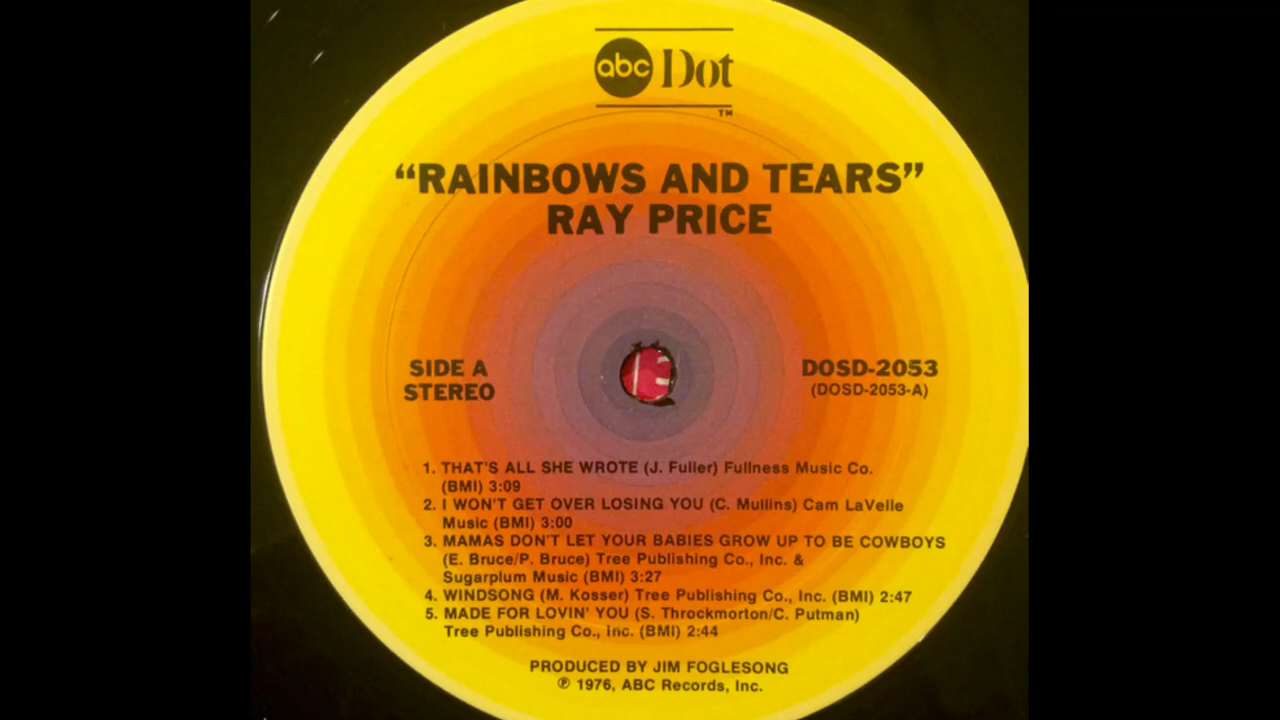 abc Dot
TM
“RAINBOWS AND TEARS”
RAY PRICE
SIDE A
STEREO
DOSD-2053
(DOSD-2053-A)
1. THAT'S ALL SHE WROTE (J. Fuller) Fullness Music Co.
(BMI) 3:09
2. I WON'T GET OVER LOSING YOU (C. Mullins) Cam LaVelle
Music (BMI) 3:00
3. MAMAS DON'T LET YOUR BABIES GROW UP TO BE COWBOYS
(E. Bruce/P. Bruce) Tree Publishing Co., Inc. &
Sugarplum Music (BMI) 3:27
4. WINDSONG (M. Kosser) Tree Publishing Co., Inc. (BMI) 2:47
5. MADE FOR LOVIN' YOU (S. Throckmorton/C. Putman)
Tree Publishing Co., Inc. (BMI) 2:44
PRODUCED BY JIM FOGLESONG
℗ 1976, ABC Records, Inc.